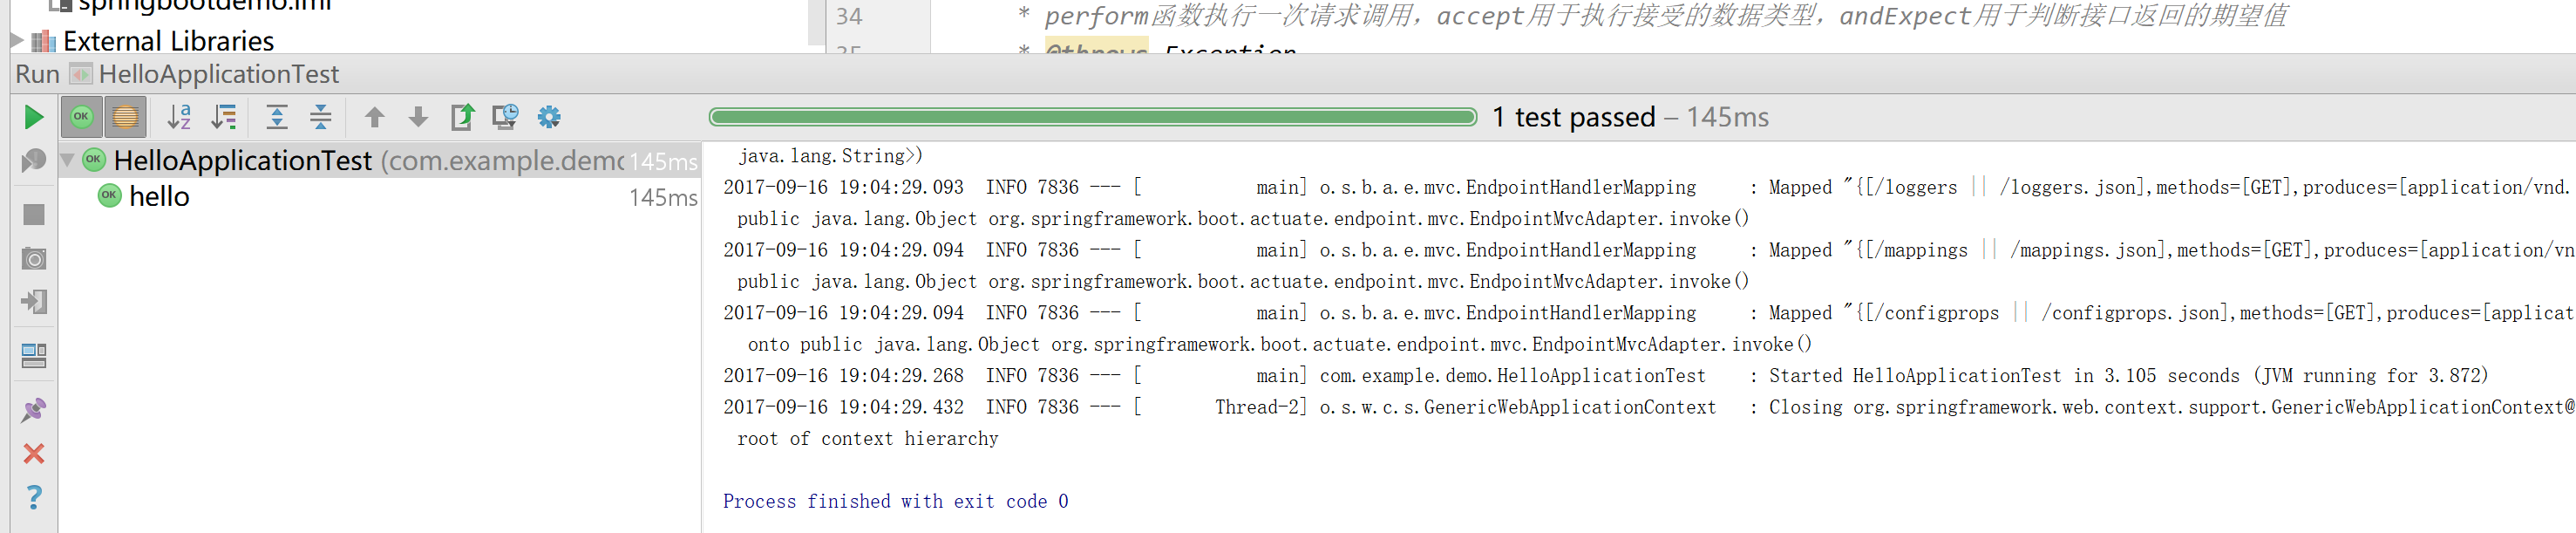 springbootdemo.iml
External Libraries
34 * perform函数执行一次请求调用，accept用于执行接受的数据类型，andExpect用于判断接口返回的期望值
35 * @throws Exception
Run HelloApplicationTest
1 test passed – 145ms
HelloApplicationTest (com.example.demo 145ms
OK hello 145ms
java.lang.String>)
2017-09-16 19:04:29.093  INFO 7836 --- [           main] o.s.b.a.e.mvc.EndpointHandlerMapping     : Mapped "{[/loggers || /loggers.json],methods=[GET],produces=[application/vnd.
public java.lang.Object org.springframework.boot.actuate.endpoint.mvc.EndpointMvcAdapter.invoke()
2017-09-16 19:04:29.094  INFO 7836 --- [           main] o.s.b.a.e.mvc.EndpointHandlerMapping     : Mapped "{[/mappings || /mappings.json],methods=[GET],produces=[application/vn
public java.lang.Object org.springframework.boot.actuate.endpoint.mvc.EndpointMvcAdapter.invoke()
2017-09-16 19:04:29.094  INFO 7836 --- [           main] o.s.b.a.e.mvc.EndpointHandlerMapping     : Mapped "{[/configprops || /configprops.json],methods=[GET],produces=[applicat
onto public java.lang.Object org.springframework.boot.actuate.endpoint.mvc.EndpointMvcAdapter.invoke()
2017-09-16 19:04:29.268  INFO 7836 --- [           main] com.example.demo.HelloApplicationTest    : Started HelloApplicationTest in 3.105 seconds (JVM running for 3.872)
2017-09-16 19:04:29.432  INFO 7836 --- [       Thread-2] o.s.w.c.s.GenericWebApplicationContext   : Closing org.springframework.web.context.support.GenericWebApplicationContext@
root of context hierarchy
Process finished with exit code 0